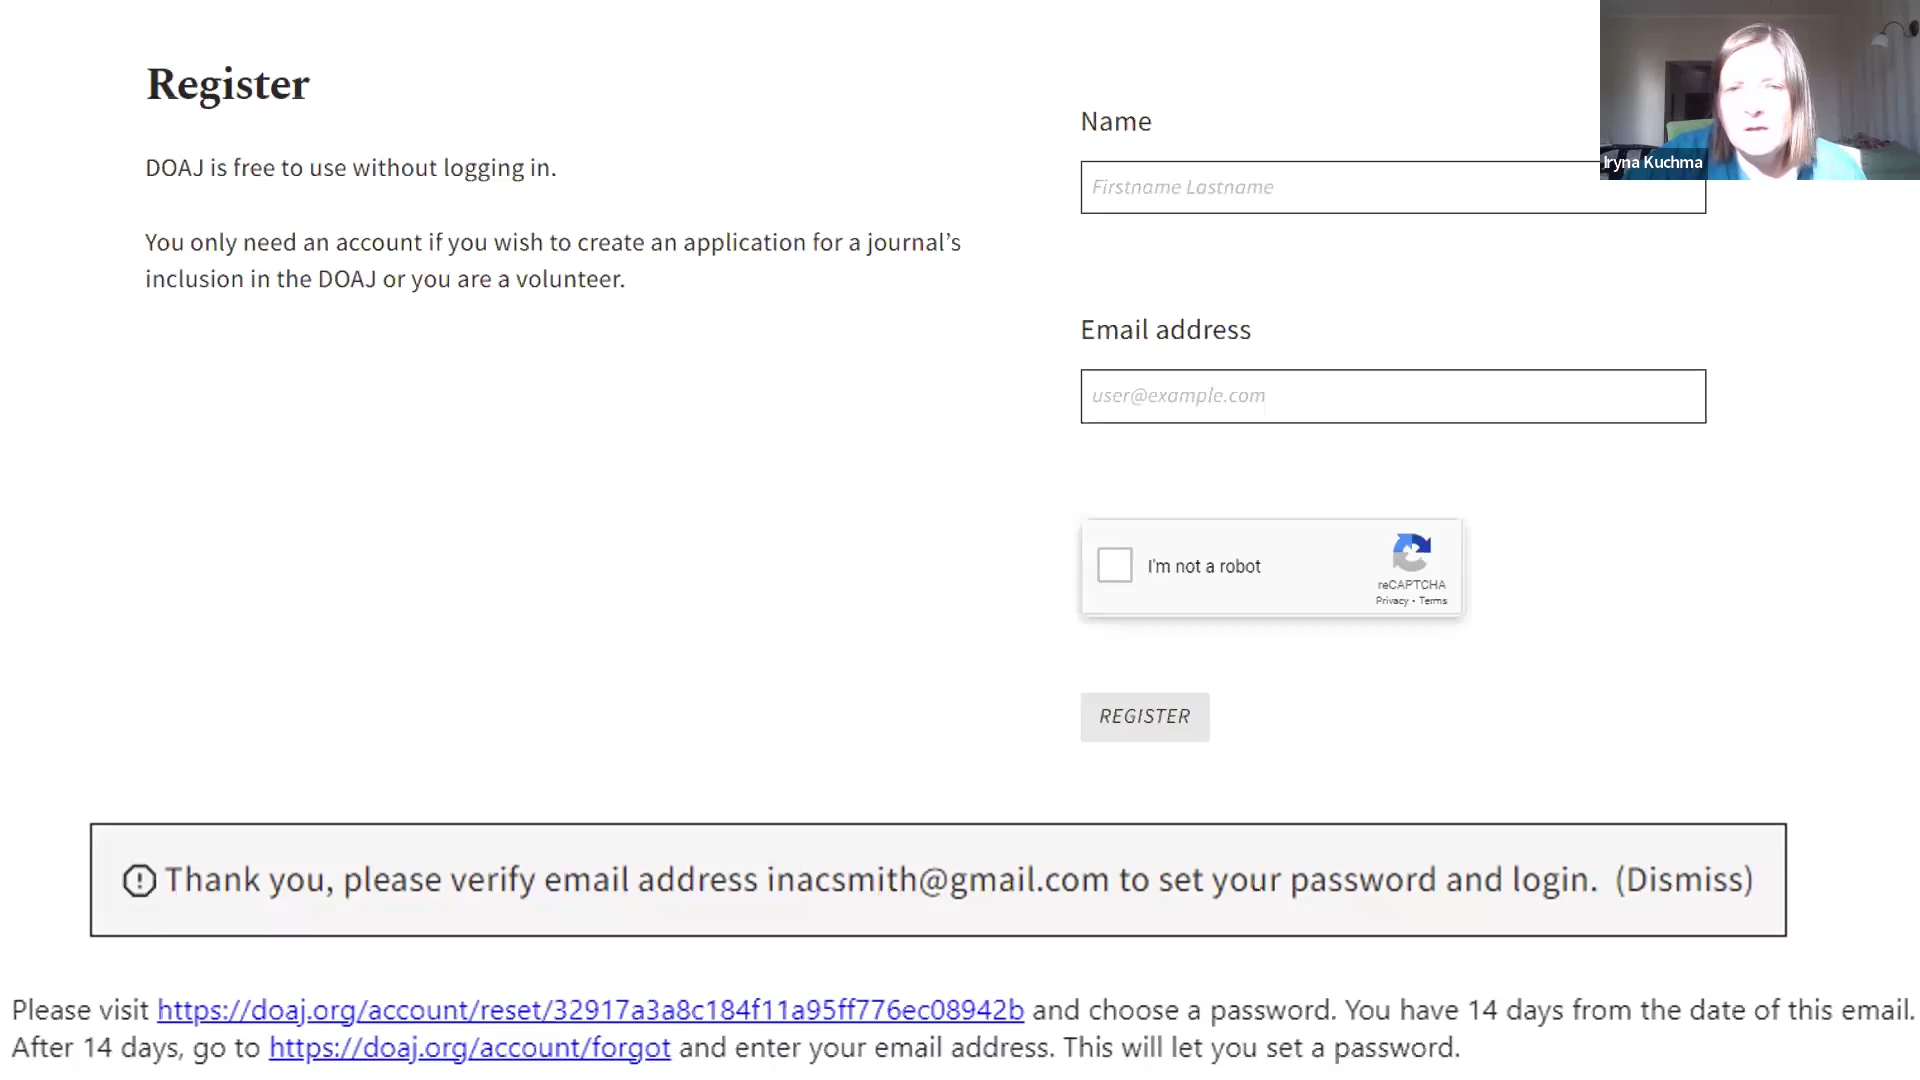 Register
DOAJ is free to use without logging in.
You only need an account if you wish to create an application for a journal’s
inclusion in the DOAJ or you are a volunteer.
Name
Firstname Lastname
Iryna Kuchma
Email address
user@example.com
I'm not a robot
reCAPTCHA
Privacy - Terms
REGISTER
Thank you, please verify email address inacsmith@gmail.com to set your password and login. (Dismiss)
Please visit https://doaj.org/account/reset/32917a3a8c184f11a95ff776ec08942b and choose a password. You have 14 days from the date of this email.
After 14 days, go to https://doaj.org/account/forgot and enter your email address. This will let you set a password.